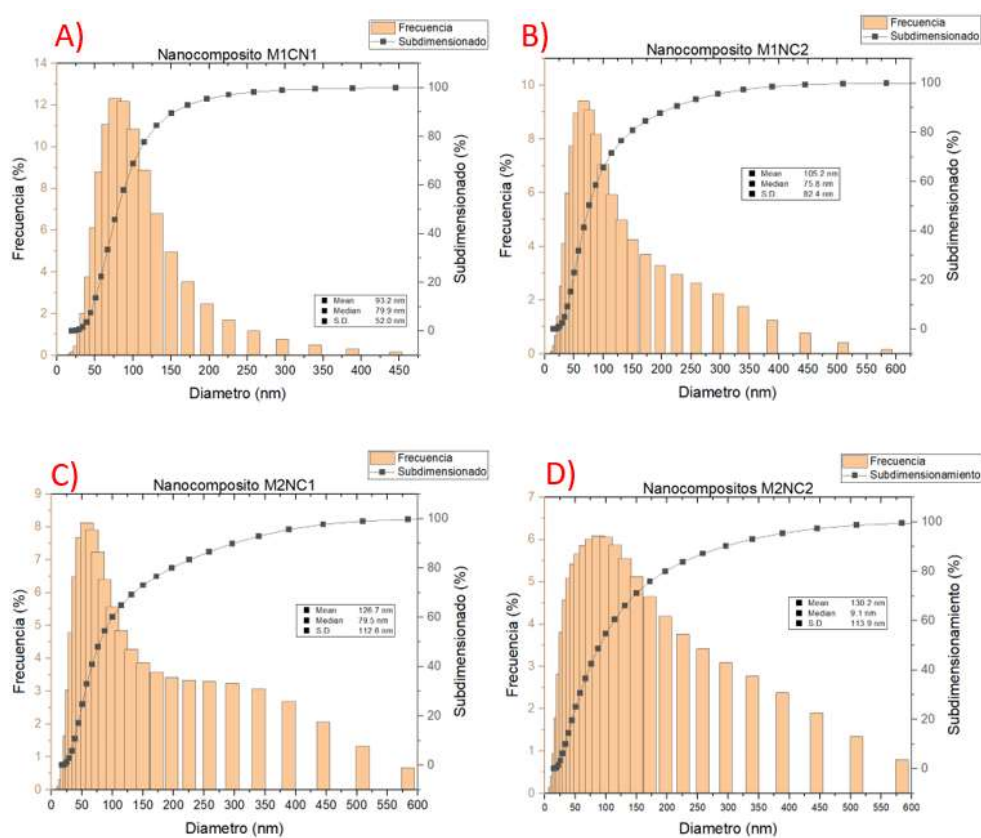 A)
Nanocomposito M1CN1
Frecuencia
Subdimensionado
Frecuencia (%)
14
12
10
8
6
4
2
0
Mean 93.2 nm
Median 79.9 nm
S.D. 52.0 nm
100
80
60
40
20
0
Subdimensionado (%)
0 50 100 150 200 250 300 350 400 450
Diametro (nm)
B)
Nanocomposito M1NC2
Frecuencia
Subdimensionado
Frecuencia (%)
10
8
6
4
2
0
Mean 105.2 nm
Median 75.8 nm
S.D. 82.4 nm
100
80
60
40
20
0
Subdimensionado (%)
0 50 100 150 200 250 300 350 400 450 500 550 600
Diametro (nm)
C)
Nanocomposito M2NC1
Frecuencia
Subdimensionado
Frecuencia (%)
9
8
7
6
5
4
3
2
1
0
Mean 126.7 nm
Median 79.5 nm
S.D 112.6 nm
100
80
60
40
20
0
Subdimensionado (%)
0 50 100 150 200 250 300 350 400 450 500 550 600
Diametro (nm)
D)
Nanocompositos M2NC2
Frecuencia
Subdimensionamiento
Frecuencia (%)
7
6
5
4
3
2
1
0
Mean 130.2 nm
Median 9.1 nm
S.D 113.9 nm
100
80
60
40
20
0
Subdimensionamiento (%)
0 50 100 150 200 250 300 350 400 450 500 550 600
Diametro (nm)